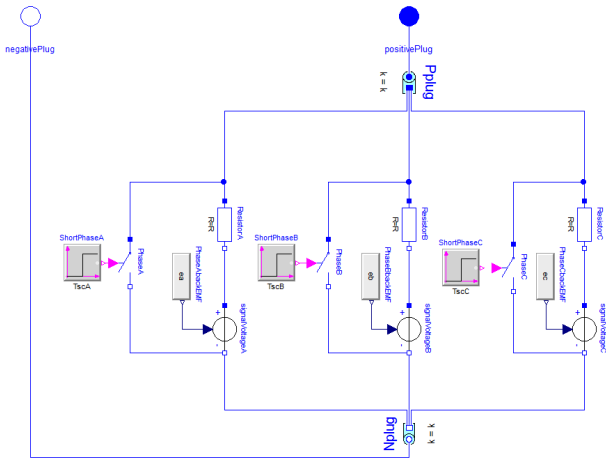 negativePlug
positivePlug
Pplug
k = k
ShortPhaseA
TscA
PhaseA
PhaseAbackEMF
ea
R=R
ResistorA
+
signalVoltageA
-
ShortPhaseB
TscB
PhaseB
PhaseBbackEMF
eb
R=R
ResistorB
+
signalVoltageB
-
ShortPhaseC
TscC
PhaseC
PhaseCbackEMF
ec
R=R
ResistorC
+
signalVoltageC
-
Nplug
k = k